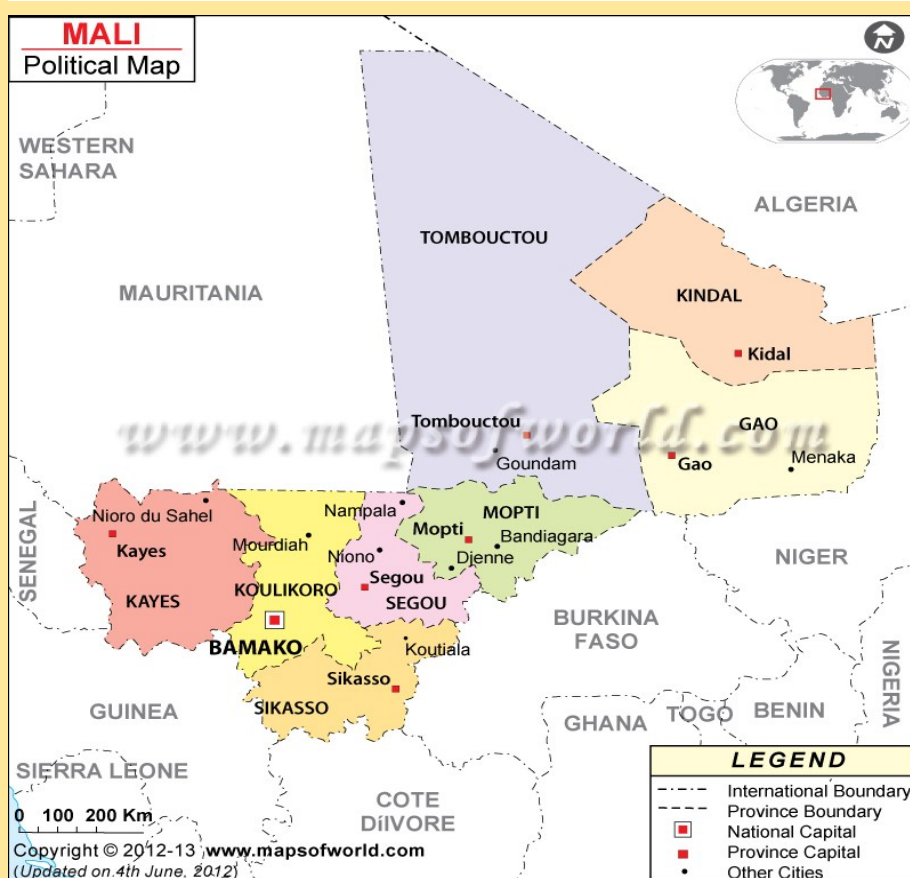 MALI
Political Map
N
WESTERN
SAHARA
ALGERIA
TOMBOUCTOU
MAURITANIA
KINDAL
Kidal
www.mapsofworld.com
Tombouctou
GAO
Goundam
Gao
Menaka
SENEGAL
Nioro du Sahel
Nampala
MOPTI
Kayes
Mourdiah
Mopti
Bandiagara
Niono
Djenne
NIGER
KAYES
KOULIKORO
Segou
SEGOU
BURKINA
FASO
BAMAKO
Koutiala
NIGERIA
Sikasso
SIKASSO
GUINEA
GHANA
TOGO
BENIN
SIERRA LEONE
COTE
DiIVORE
LEGEND
International Boundary
Province Boundary
National Capital
Province Capital
Other Cities
0 100 200 Km
Copyright © 2012-13 www.mapsofworld.com
(Updated on 4th June, 2012)